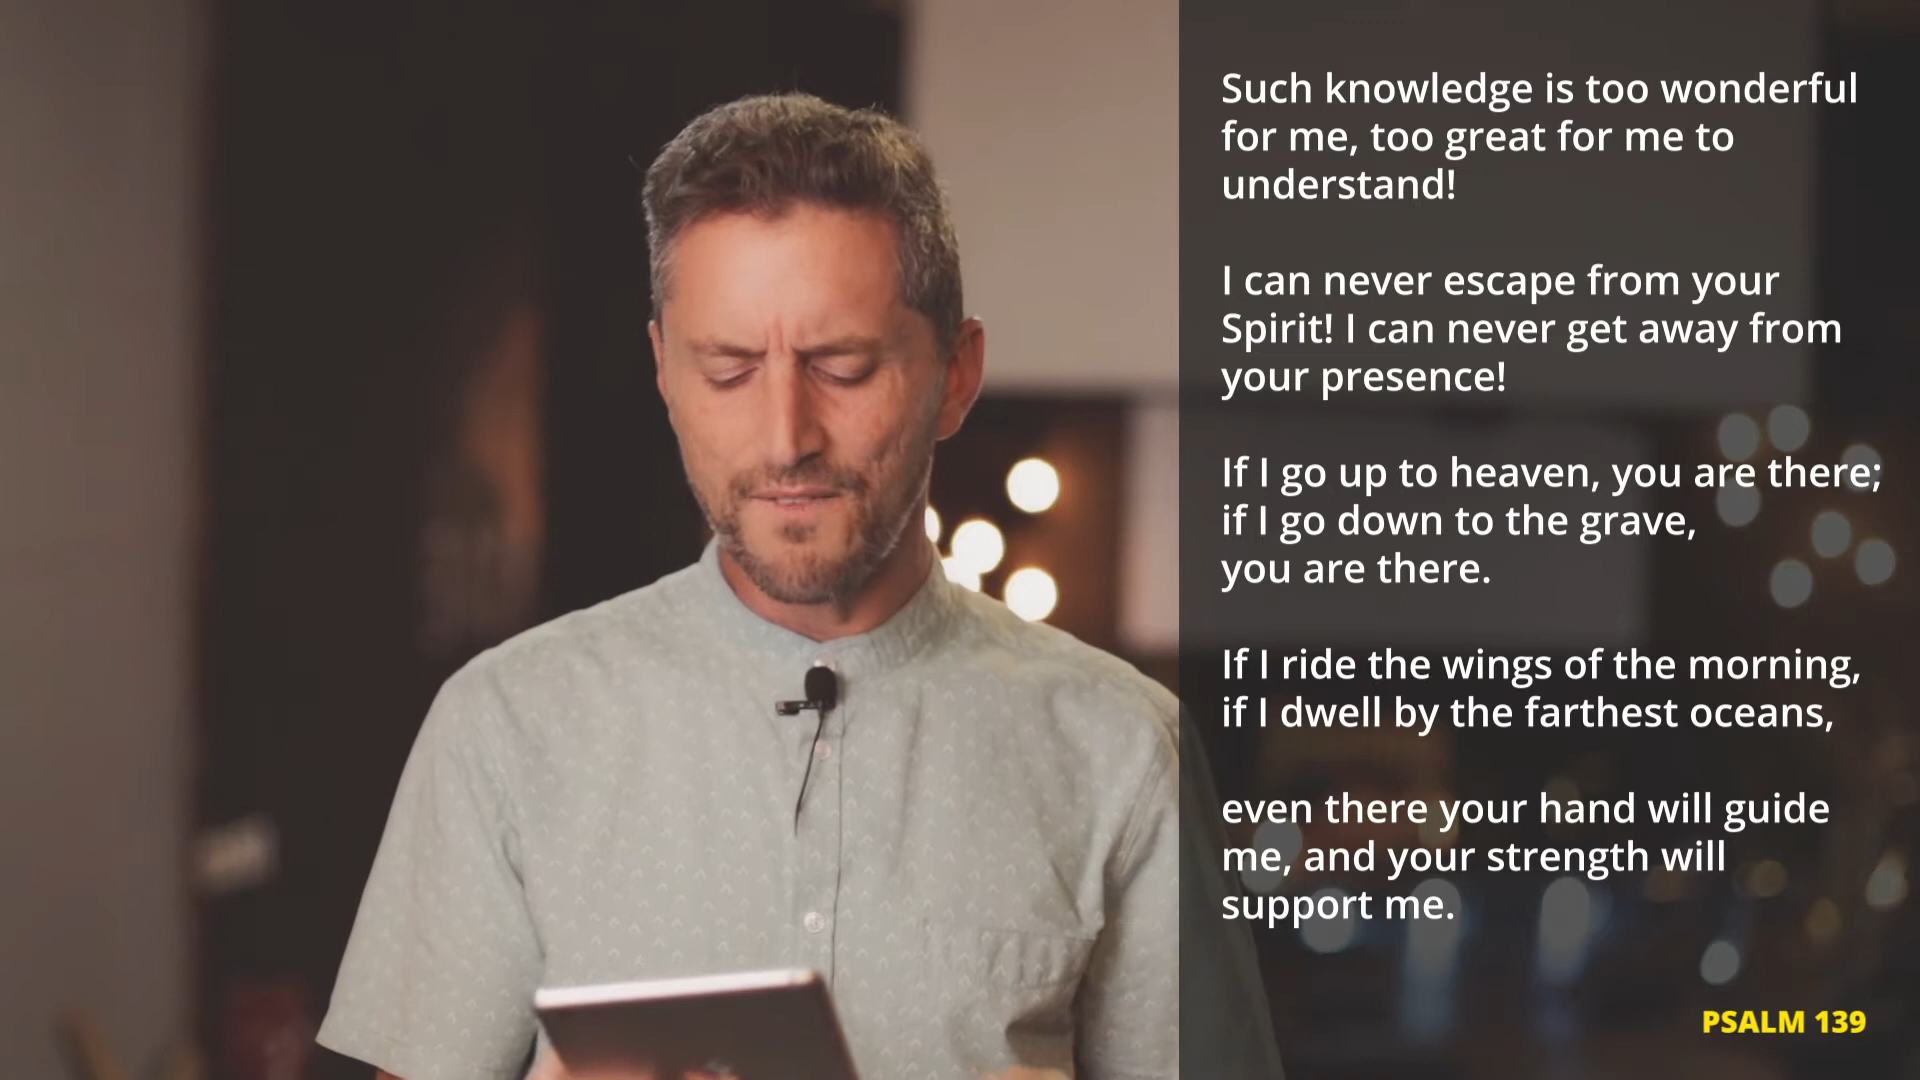 Such knowledge is too wonderful
for me, too great for me to
understand!
I can never escape from your
Spirit! I can never get away from
your presence!
If I go up to heaven, you are there;
if I go down to the grave,
you are there.
If I ride the wings of the morning,
if I dwell by the farthest oceans,
even there your hand will guide
me, and your strength will
support me.
PSALM 139